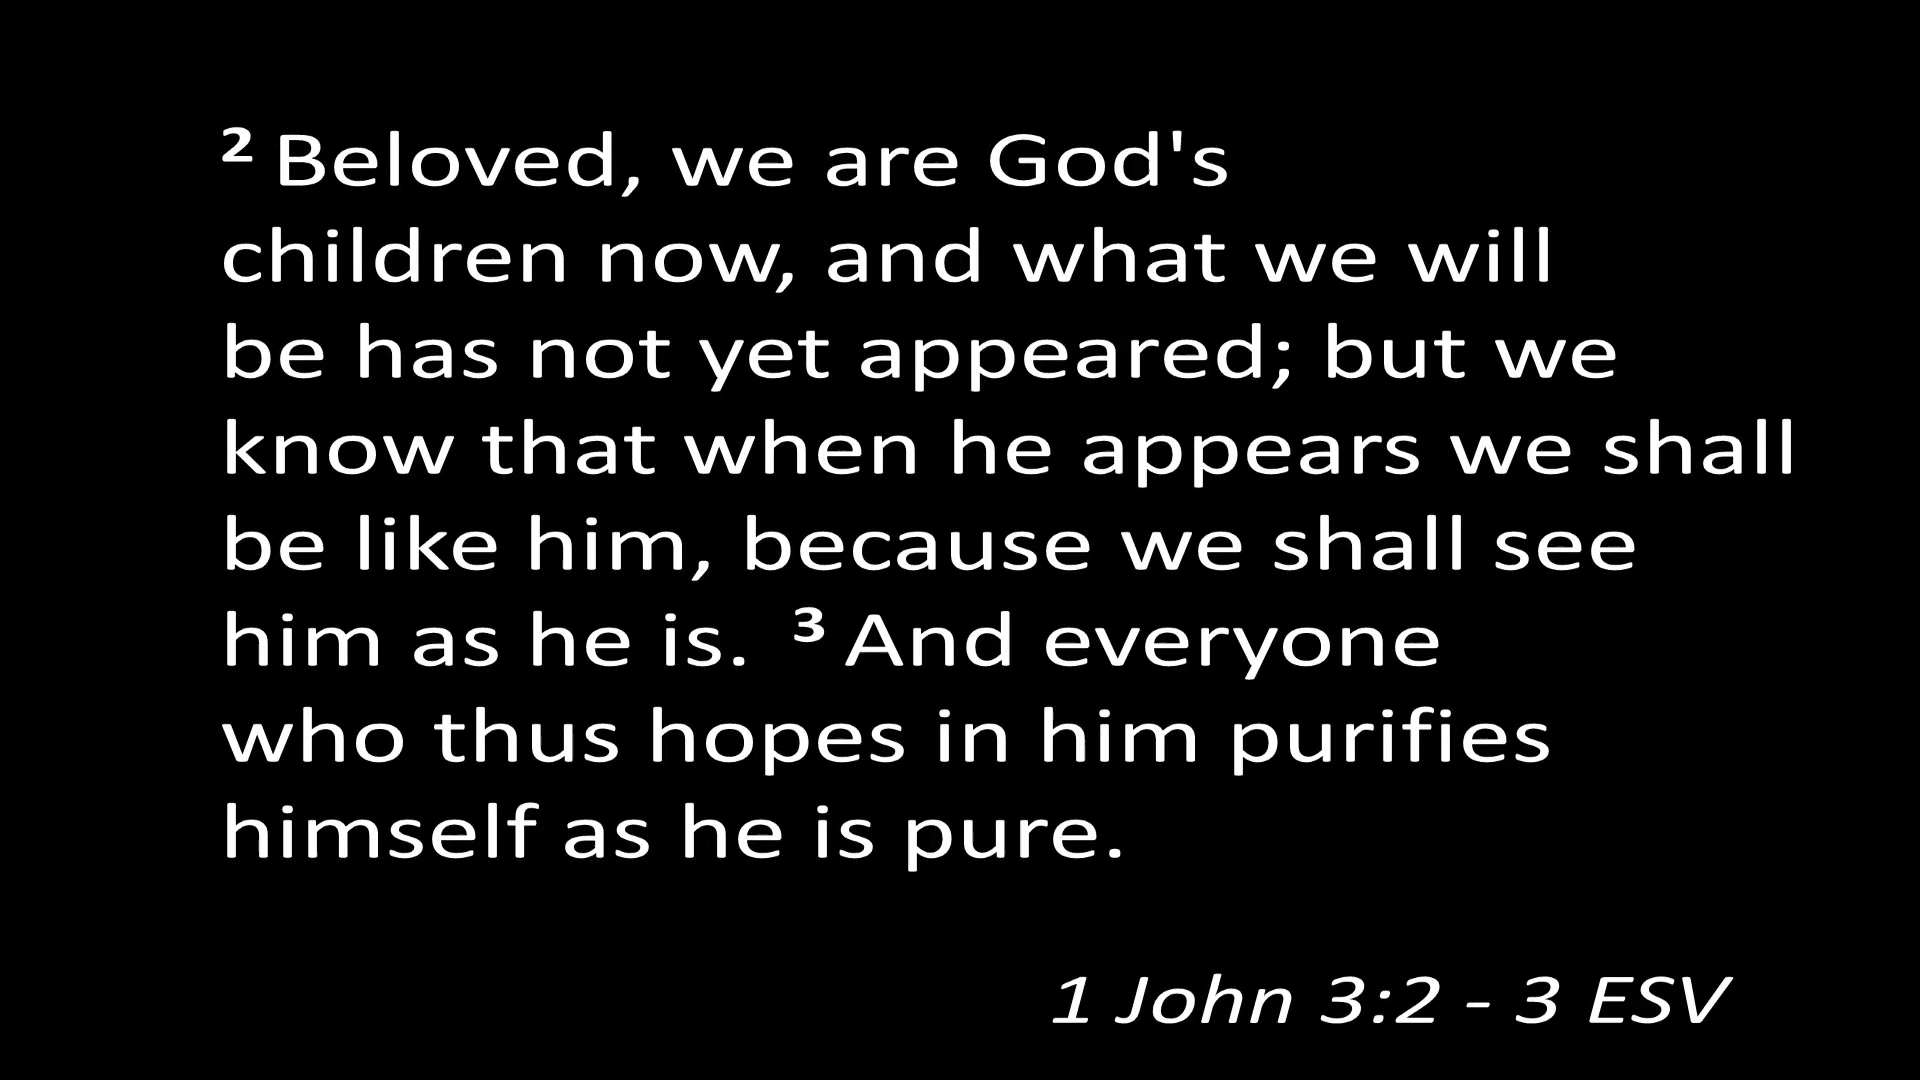 ² Beloved, we are God's
children now, and what we will
be has not yet appeared; but we
know that when he appears we shall
be like him, because we shall see
him as he is.  ³ And everyone
who thus hopes in him purifies
himself as he is pure.
1 John 3:2 - 3 ESV